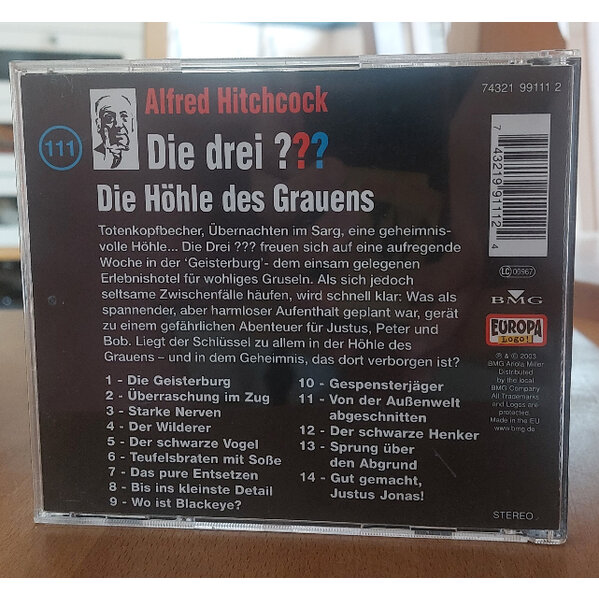 74321 99111 2
Alfred Hitchcock
111
Die drei ???
Die Höhle des Grauens
Totenkopfbecher, Übernachten im Sarg, eine geheimnis-
volle Höhle... Die Drei ??? freuen sich auf eine aufregende
Woche in der 'Geisterburg'- dem einsam gelegenen
Erlebnishotel für wohliges Gruseln. Als sich jedoch
seltsame Zwischenfälle häufen, wird schnell klar: Was als
spannender, aber harmloser Aufenthalt geplant war, gerät
zu einem gefährlichen Abenteuer für Justus, Peter und
Bob. Liegt der Schlüssel zu allem in der Höhle des
Grauens – und in dem Geheimnis, das dort verborgen ist?
1 - Die Geisterburg
2 - Überraschung im Zug
3 - Starke Nerven
4 - Der Wilderer
5 - Der schwarze Vogel
6 - Teufelsbraten mit Soße
7 - Das pure Entsetzen
8 - Bis ins kleinste Detail
9 - Wo ist Blackeye?
10 - Gespensterjäger
11 - Von der Außenwelt
abgeschnitten
12 - Der schwarze Henker
13 - Sprung über
den Abgrund
14 - Gut gemacht,
Justus Jonas!
7 43219 91112 4
LC 06967
BMG
EUROPA
Logo!
℗ & © 2003
BMG Ariola Miller
Distributed
by the local
BMG Company
All Trademarks
and Logos are
protected.
Made in the EU
www.bmg.de
STEREO